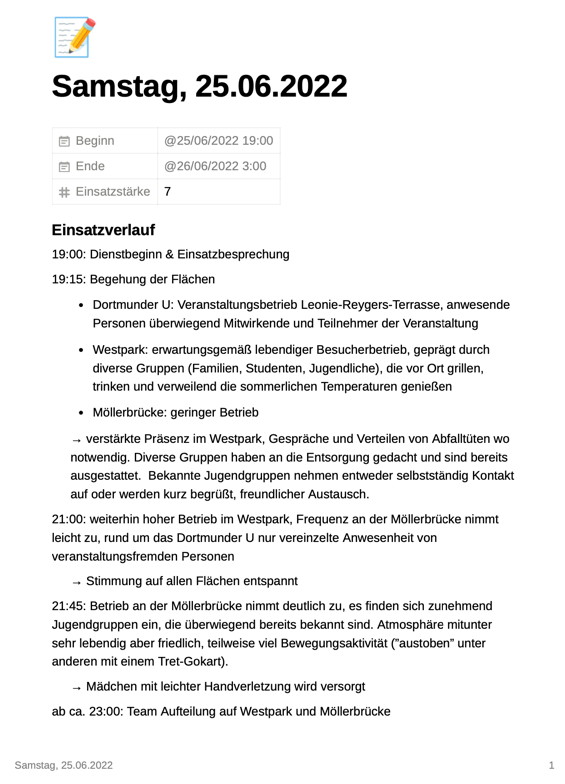 Samstag, 25.06.2022
Beginn @25/06/2022 19:00
Ende @26/06/2022 3:00
Einsatzstärke 7
Einsatzverlauf
19:00: Dienstbeginn & Einsatzbesprechung
19:15: Begehung der Flächen
• Dortmunder U: Veranstaltungsbetrieb Leonie-Reygers-Terrasse, anwesende
Personen überwiegend Mitwirkende und Teilnehmer der Veranstaltung
• Westpark: erwartungsgemäß lebendiger Besucherbetrieb, geprägt durch
diverse Gruppen (Familien, Studenten, Jugendliche), die vor Ort grillen,
trinken und verweilend die sommerlichen Temperaturen genießen
• Möllerbrücke: geringer Betrieb
→ verstärkte Präsenz im Westpark, Gespräche und Verteilen von Abfalltüten wo
notwendig. Diverse Gruppen haben an die Entsorgung gedacht und sind bereits
ausgestattet. Bekannte Jugendgruppen nehmen entweder selbstständig Kontakt
auf oder werden kurz begrüßt, freundlicher Austausch.
21:00: weiterhin hoher Betrieb im Westpark, Frequenz an der Möllerbrücke nimmt
leicht zu, rund um das Dortmunder U nur vereinzelte Anwesenheit von
veranstaltungsfremden Personen
→ Stimmung auf allen Flächen entspannt
21:45: Betrieb an der Möllerbrücke nimmt deutlich zu, es finden sich zunehmend
Jugendgruppen ein, die überwiegend bereits bekannt sind. Atmosphäre mitunter
sehr lebendig aber friedlich, teilweise viel Bewegungsaktivität ("austoben" unter
anderen mit einem Tret-Gokart).
→ Mädchen mit leichter Handverletzung wird versorgt
ab ca. 23:00: Team Aufteilung auf Westpark und Möllerbrücke
Samstag, 25.06.2022 1